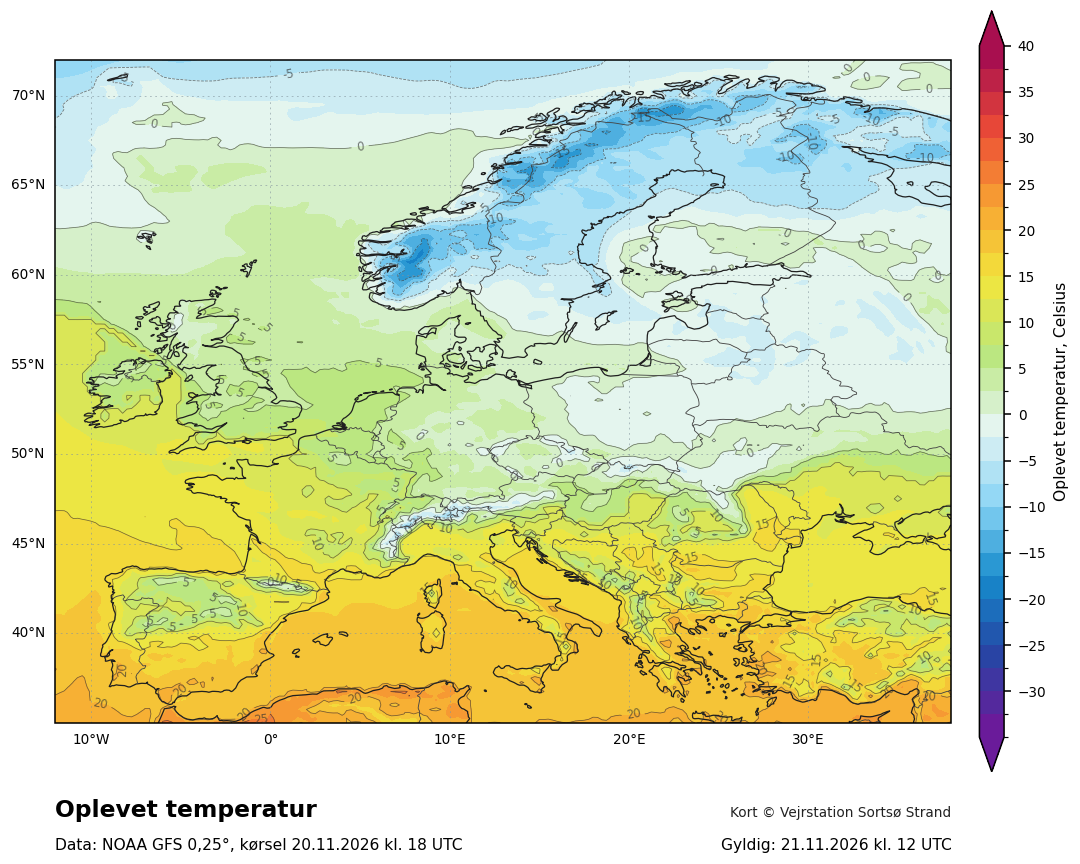 40
35
30
25
20
15
10
5
0
−5
−10
−15
−20
−25
−30
Oplevet temperatur, Celsius
70°N
65°N
60°N
55°N
50°N
45°N
40°N
10°W
0°
10°E
20°E
30°E
Oplevet temperatur
Kort © Vejrstation Sortsø Strand
Data: NOAA GFS 0,25°, kørsel 20.11.2026 kl. 18 UTC
Gyldig: 21.11.2026 kl. 12 UTC